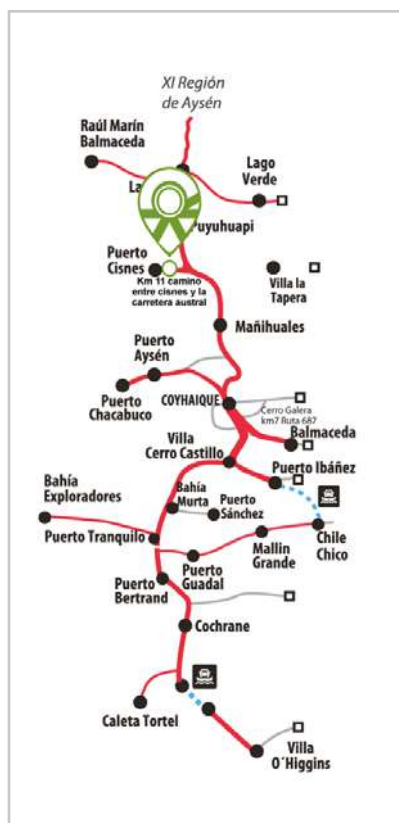 XI Región
de Aysén
Raúl Marín
Balmaceda
Lago
Verde
La
Puyuhuapi
Puerto
Cisnes
Km 11 camino
entre cisnes y la
carretera austral
Villa la
Tapera
Mañihuales
Puerto
Aysén
Puerto
Chacabuco
COYHAIQUE
Cerro Galera
km7 Ruta 687
Balmaceda
Villa
Cerro Castillo
Puerto Ibáñez
Bahía
Exploradores
Bahía
Murta
Puerto
Sánchez
Puerto Tranquilo
Mallin
Grande
Chile
Chico
Puerto
Guadal
Puerto
Bertrand
Cochrane
Caleta Tortel
Villa
O´Higgins